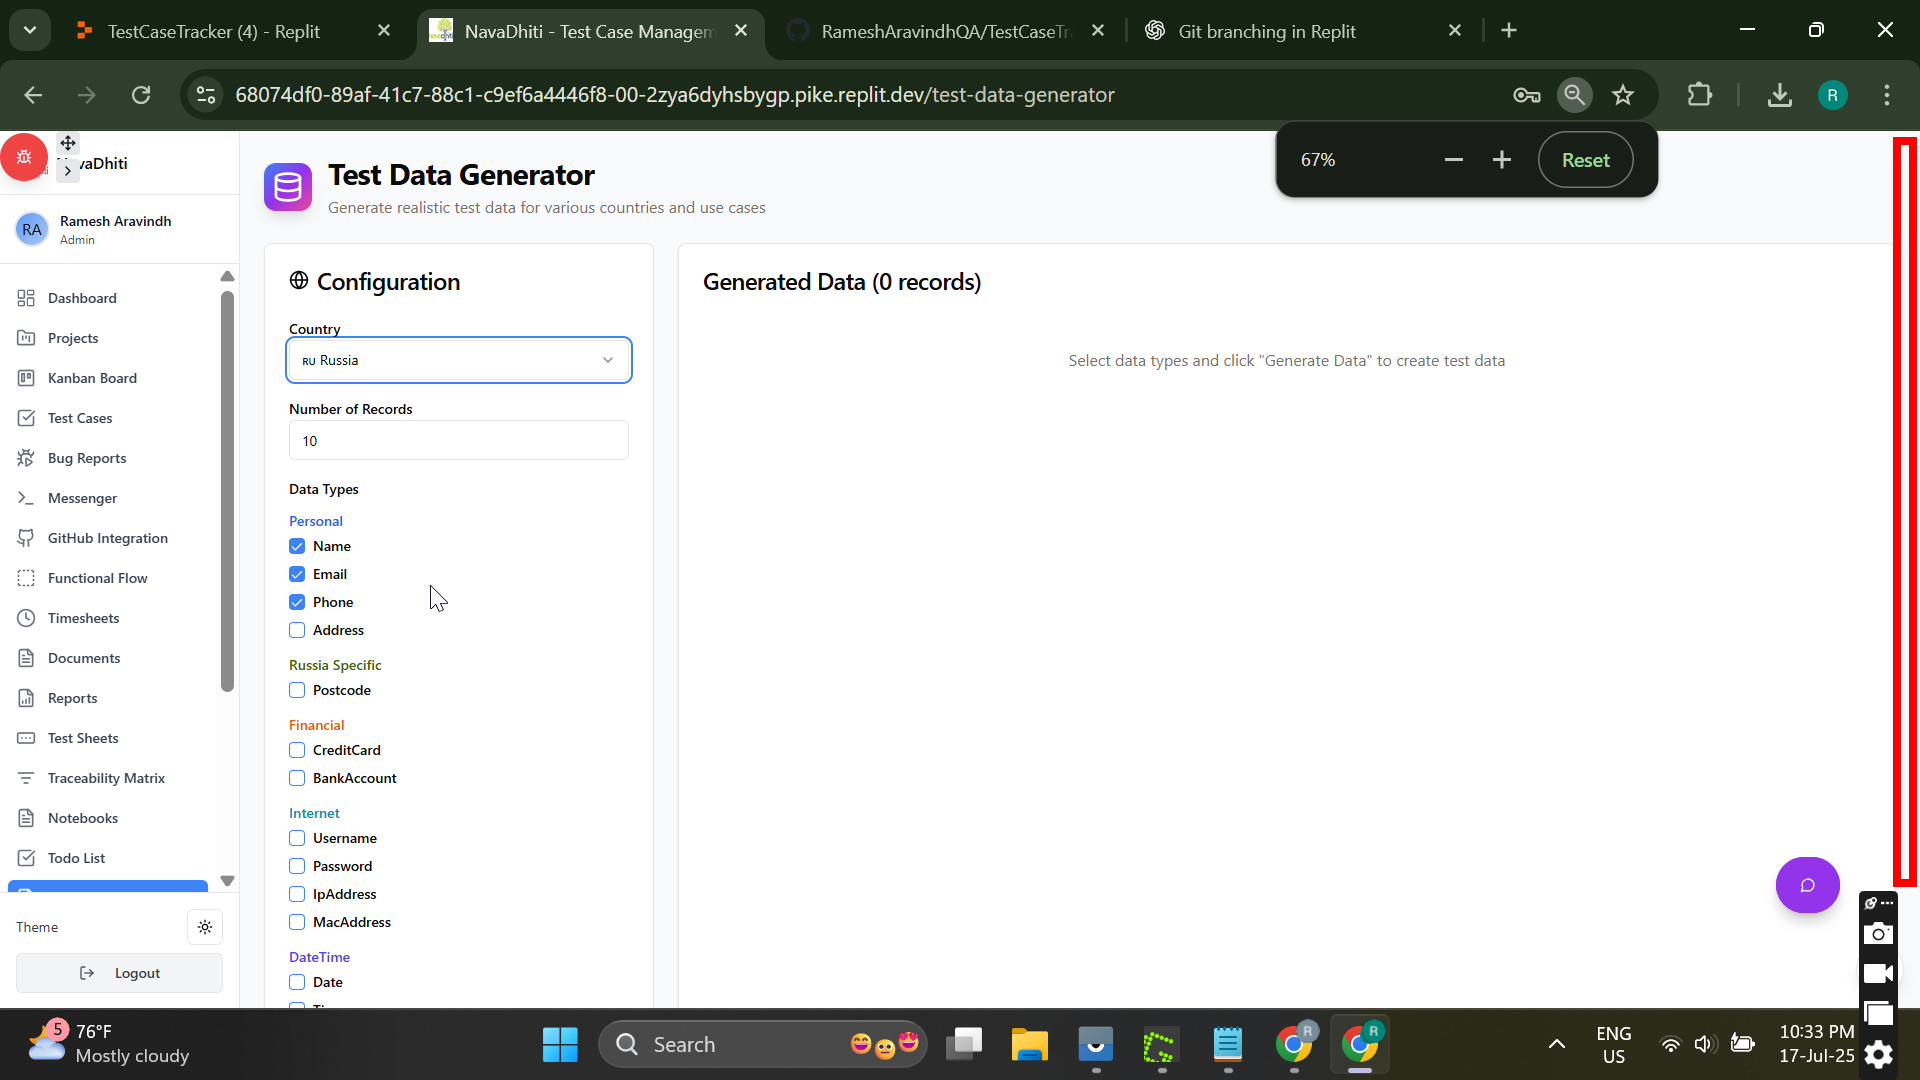 TestCaseTracker (4) - Replit
NavaDhiti - Test Case Managem
RameshAravindhQA/TestCaseTr
Git branching in Replit
68074df0-89af-41c7-88c1-c9ef6a4446f8-00-2zya6dyhsbygp.pike.replit.dev/test-data-generator
R
67%
Reset
vaDhiti
RA
Ramesh Aravindh
Admin
Dashboard
Projects
Kanban Board
Test Cases
Bug Reports
Messenger
GitHub Integration
Functional Flow
Timesheets
Documents
Reports
Test Sheets
Traceability Matrix
Notebooks
Todo List
Theme
Logout
Test Data Generator
Generate realistic test data for various countries and use cases
Configuration
Country
RU Russia
Number of Records
10
Data Types
Personal
Name
Email
Phone
Address
Russia Specific
Postcode
Financial
CreditCard
BankAccount
Internet
Username
Password
IpAddress
MacAddress
DateTime
Date
Generated Data (0 records)
Select data types and click "Generate Data" to create test data
5
76°F
Mostly cloudy
Search
R
R
ENG
US
10:33 PM
17-Jul-25